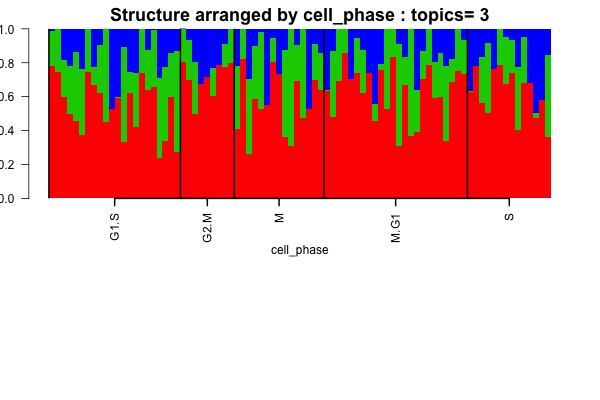 Structure arranged by cell_phase : topics= 3
1.0
0.8
0.6
0.4
0.2
0.0
G1.S
G2.M
M
M.G1
S
cell_phase